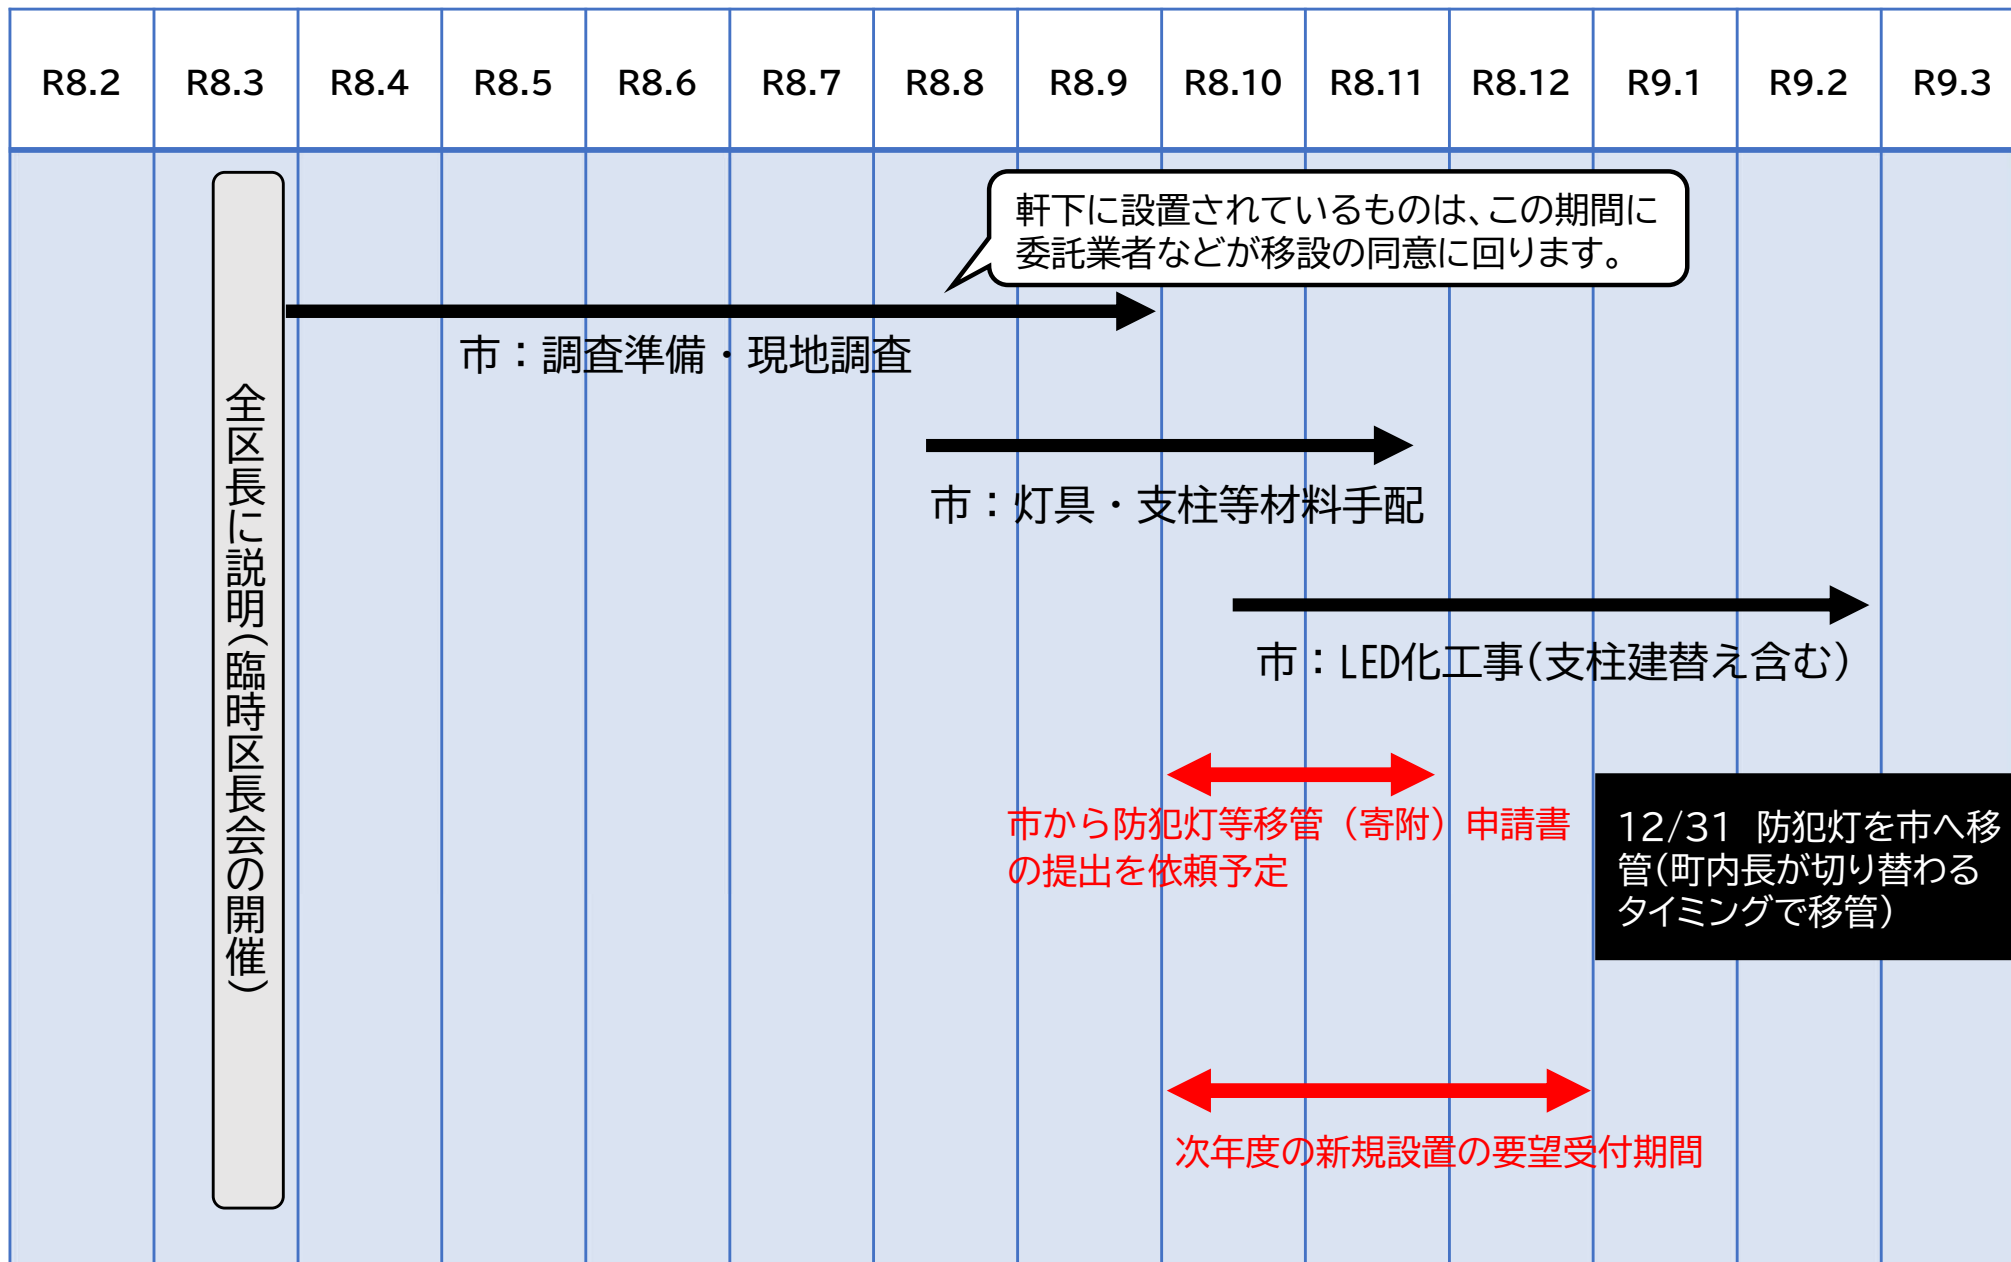 R8.2 R8.3 R8.4 R8.5 R8.6 R8.7 R8.8 R8.9 R8.10 R8.11 R8.12 R9.1 R9.2 R9.3
全区長に説明(臨時区長会の開催)
軒下に設置されているものは、この期間に
委託業者などが移設の同意に回ります。
市：調査準備・現地調査
市：灯具・支柱等材料手配
市：LED化工事(支柱建替え含む)
市から防犯灯等移管（寄附）申請書
の提出を依頼予定
12/31 防犯灯を市へ移
管(町内長が切り替わる
タイミングで移管)
次年度の新規設置の要望受付期間